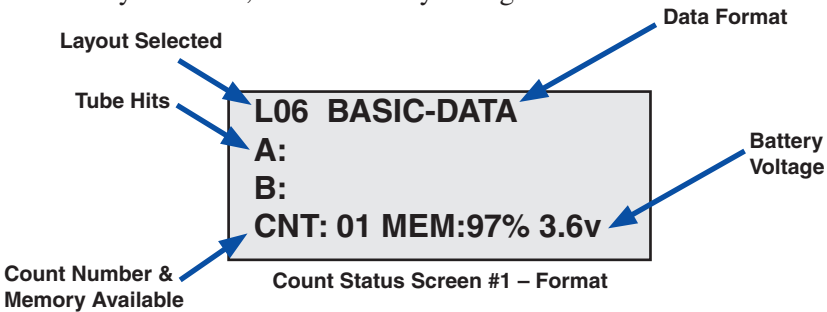 Data Format
Layout Selected
Tube Hits
L06 BASIC-DATA
A:
B:
CNT: 01 MEM:97% 3.6v
Battery
Voltage
Count Number &
Memory Available
Count Status Screen #1 – Format